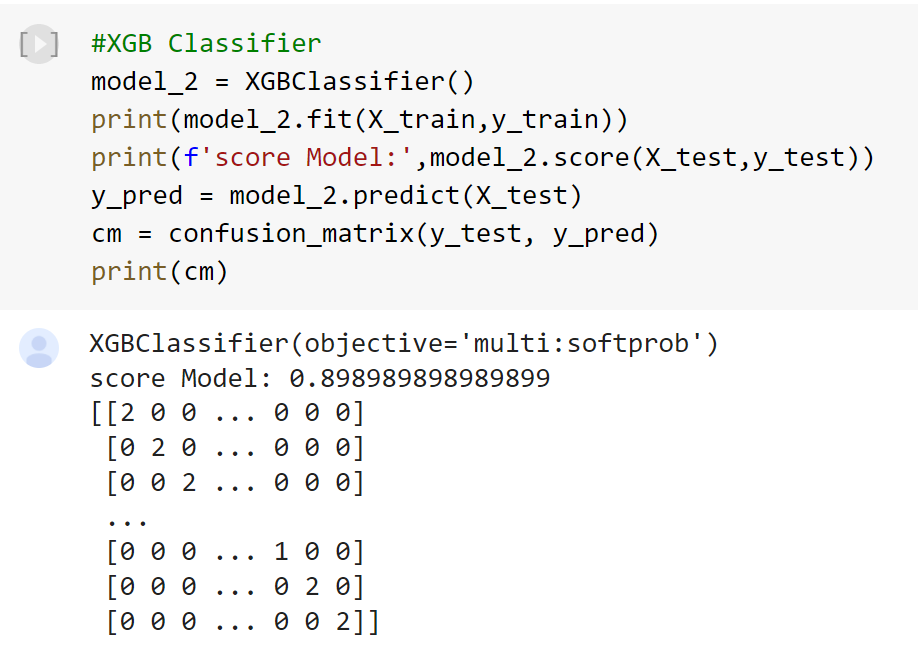 [ ]
#XGB Classifier
model_2 = XGBClassifier()
print(model_2.fit(X_train,y_train))
print(f'score Model:',model_2.score(X_test,y_test))
y_pred = model_2.predict(X_test)
cm = confusion_matrix(y_test, y_pred)
print(cm)
XGBClassifier(objective='multi:softprob')
score Model: 0.898989898989899
[[2 0 0 ... 0 0 0]
 [0 2 0 ... 0 0 0]
 [0 0 2 ... 0 0 0]
 ...
 [0 0 0 ... 1 0 0]
 [0 0 0 ... 0 2 0]
 [0 0 0 ... 0 0 2]]